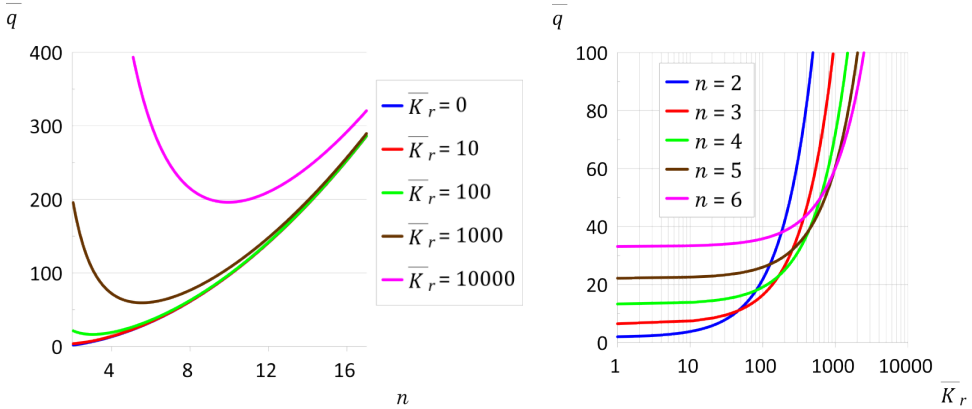 q̅
400
300
200
100
0
4 8 12 16
n
K̅ r = 0
K̅ r = 10
K̅ r = 100
K̅ r = 1000
K̅ r = 10000
q̅
100
80
60
40
20
0
1 10 100 1000 10000
K̅ r
n = 2
n = 3
n = 4
n = 5
n = 6